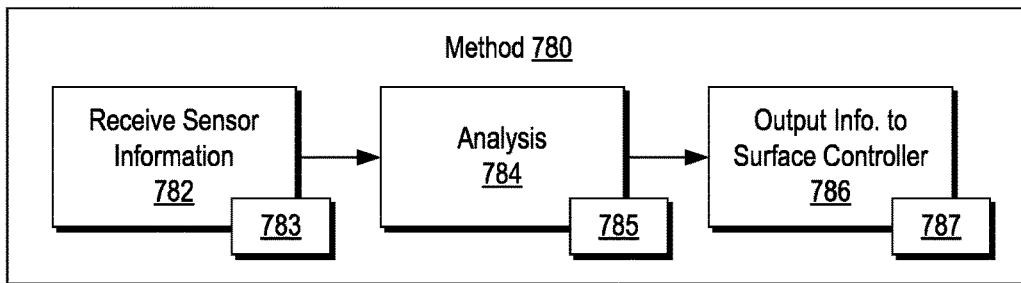 Method 780
Receive Sensor
Information
782
783
Analysis
784
785
Output Info. to
Surface Controller
786
787